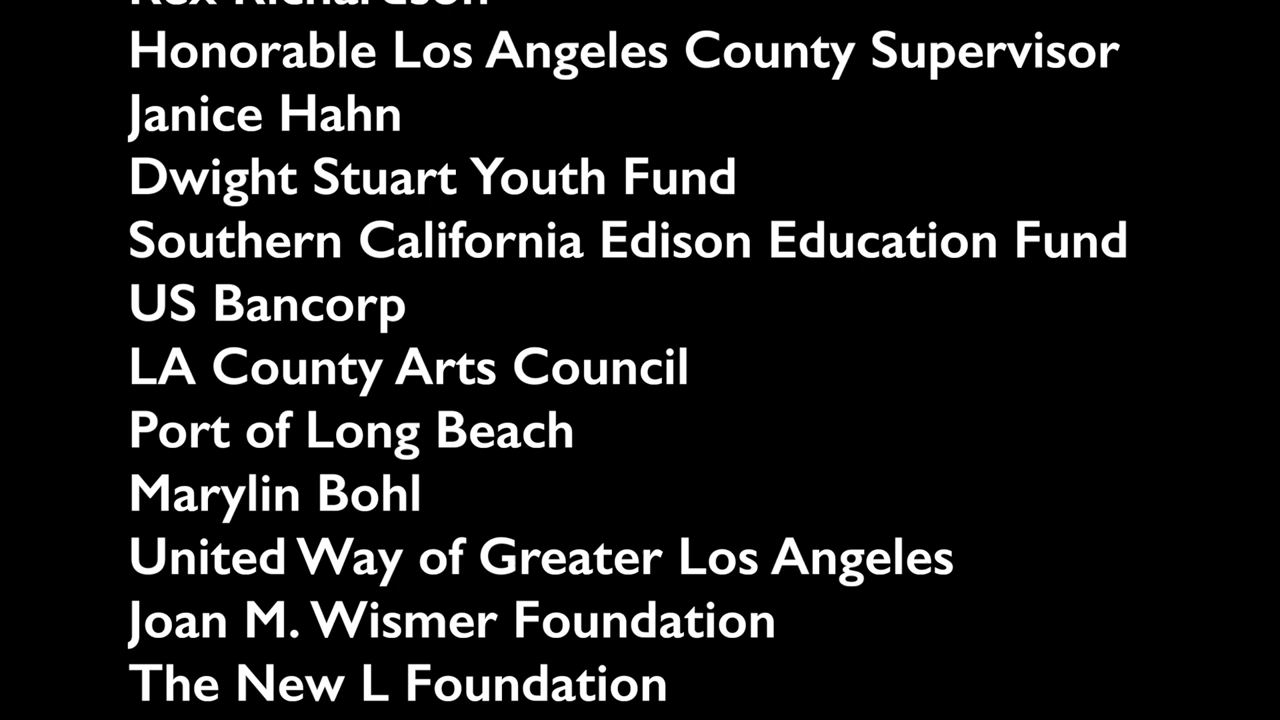 Rex Richardson
Honorable Los Angeles County Supervisor
Janice Hahn
Dwight Stuart Youth Fund
Southern California Edison Education Fund
US Bancorp
LA County Arts Council
Port of Long Beach
Marylin Bohl
United Way of Greater Los Angeles
Joan M. Wismer Foundation
The New L Foundation